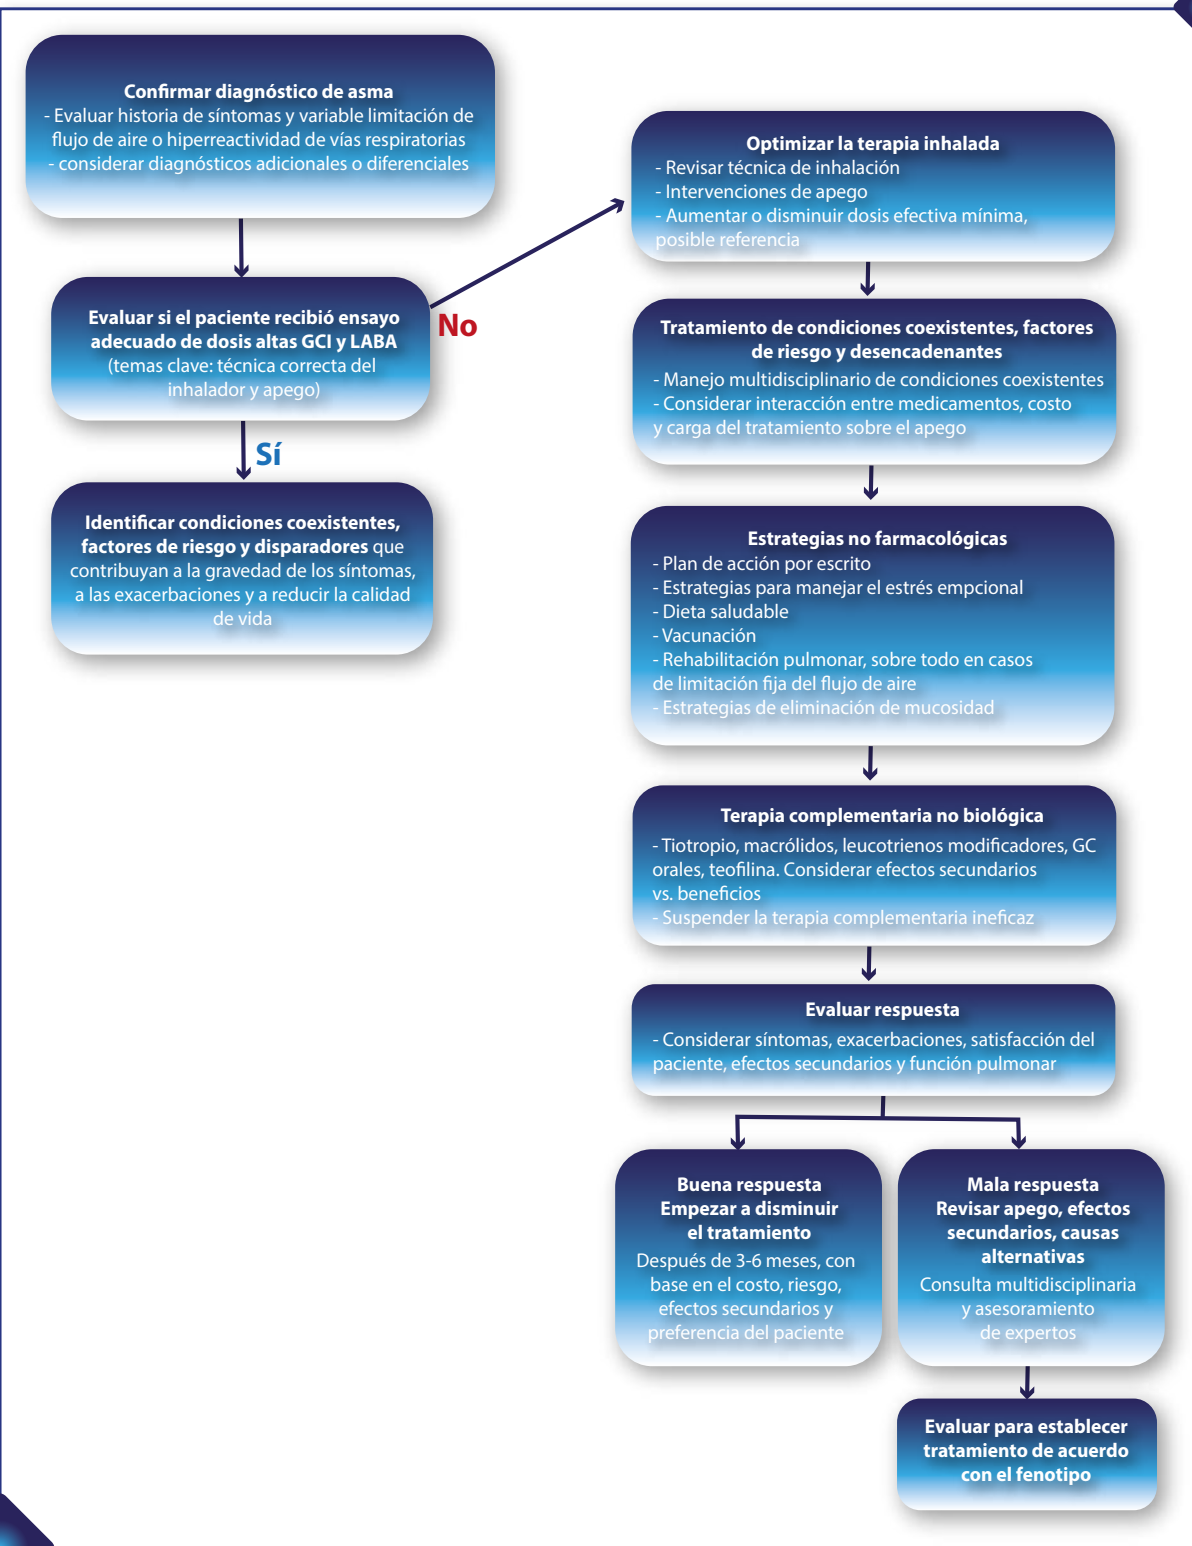 Confirmar diagnóstico de asma
- Evaluar historia de síntomas y variable limitación de
flujo de aire o hiperreactividad de vías respiratorias
- considerar diagnósticos adicionales o diferenciales
Evaluar si el paciente recibió ensayo
adecuado de dosis altas GCI y LABA
(temas clave: técnica correcta del
inhalador y apego)
No
Sí
Identificar condiciones coexistentes,
factores de riesgo y disparadores que
contribuyan a la gravedad de los síntomas,
a las exacerbaciones y a reducir la calidad
de vida
Optimizar la terapia inhalada
- Revisar técnica de inhalación
- Intervenciones de apego
- Aumentar o disminuir dosis efectiva mínima,
posible referencia
Tratamiento de condiciones coexistentes, factores
de riesgo y desencadenantes
- Manejo multidisciplinario de condiciones coexistentes
- Considerar interacción entre medicamentos, costo
y carga del tratamiento sobre el apego
Estrategias no farmacológicas
- Plan de acción por escrito
- Estrategias para manejar el estrés empcional
- Dieta saludable
- Vacunación
- Rehabilitación pulmonar, sobre todo en casos
de limitación fija del flujo de aire
- Estrategias de eliminación de mucosidad
Terapia complementaria no biológica
- Tiotropio, macrólidos, leucotrienos modificadores, GC
orales, teofilina. Considerar efectos secundarios
vs. beneficios
- Suspender la terapia complementaria ineficaz
Evaluar respuesta
- Considerar síntomas, exacerbaciones, satisfacción del
paciente, efectos secundarios y función pulmonar
Buena respuesta
Empezar a disminuir
el tratamiento
Después de 3-6 meses, con
base en el costo, riesgo,
efectos secundarios y
preferencia del paciente
Mala respuesta
Revisar apego, efectos
secundarios, causas
alternativas
Consulta multidisciplinaria
y asesoramiento
de expertos
Evaluar para establecer
tratamiento de acuerdo
con el fenotipo